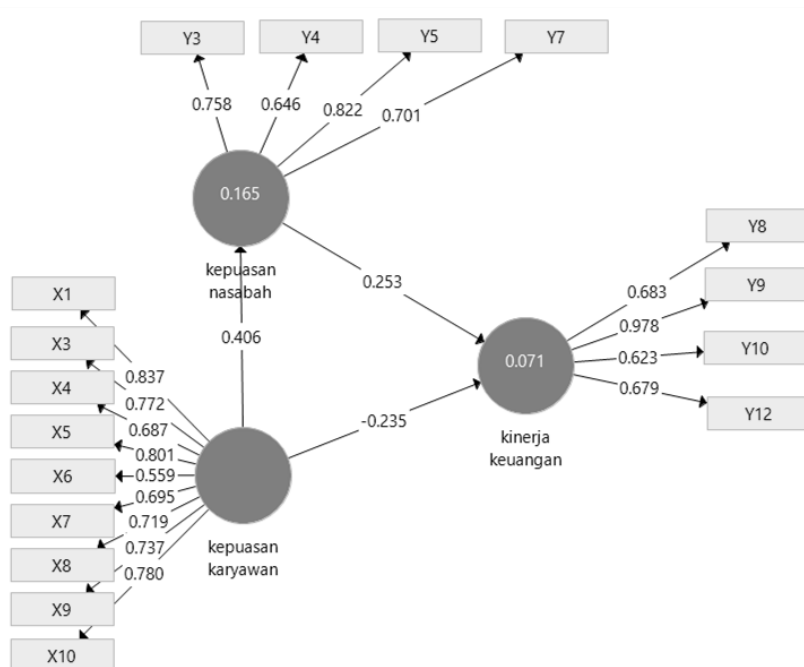 Y3
Y4
Y5
Y7
0.758
0.646
0.822
0.701
0.165
kepuasan
nasabah
0.253
0.406
-0.235
Y8
Y9
Y10
Y12
0.683
0.978
0.623
0.679
0.071
kinerja
keuangan
X1
X3
X4
X5
X6
X7
X8
X9
X10
0.837
0.772
0.687
0.801
0.559
0.695
0.719
0.737
0.780
kepuasan
karyawan